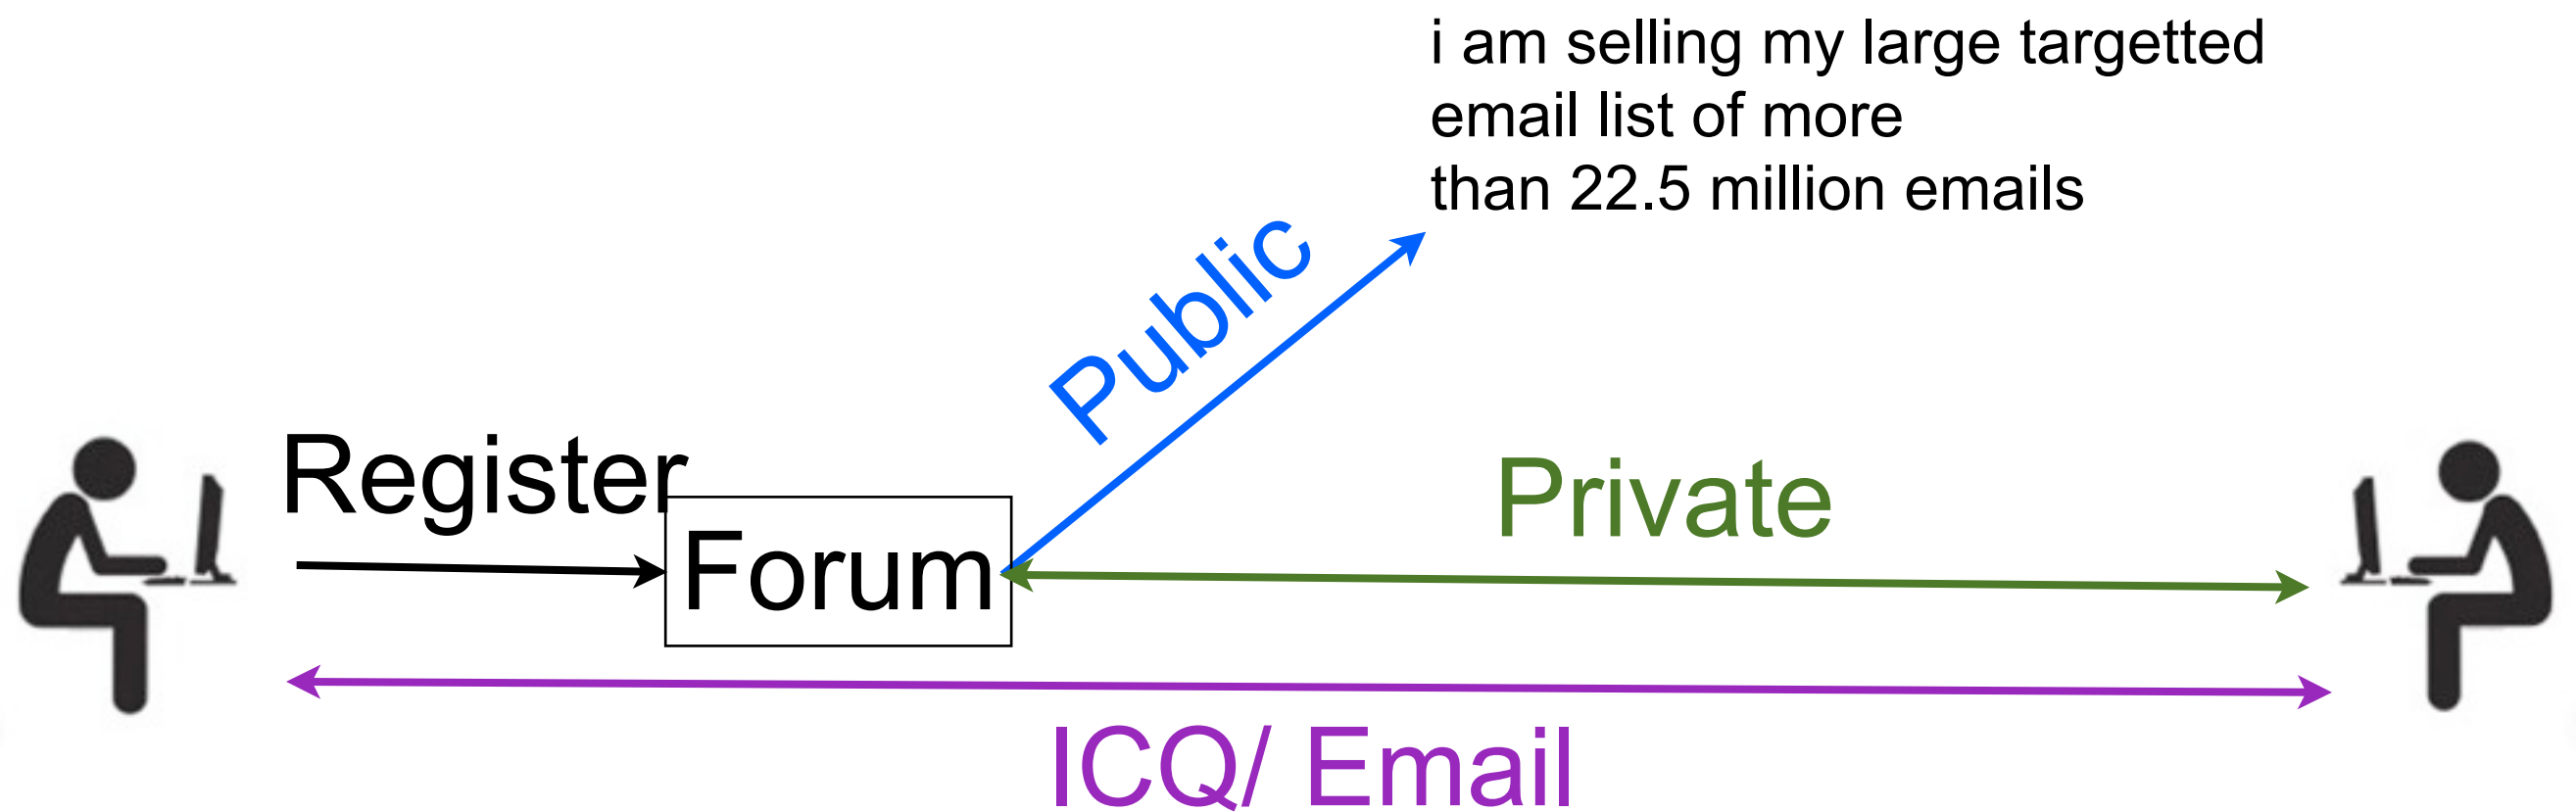 i am selling my large targetted
email list of more
than 22.5 million emails
Public
Register
Private
Forum
ICQ/ Email